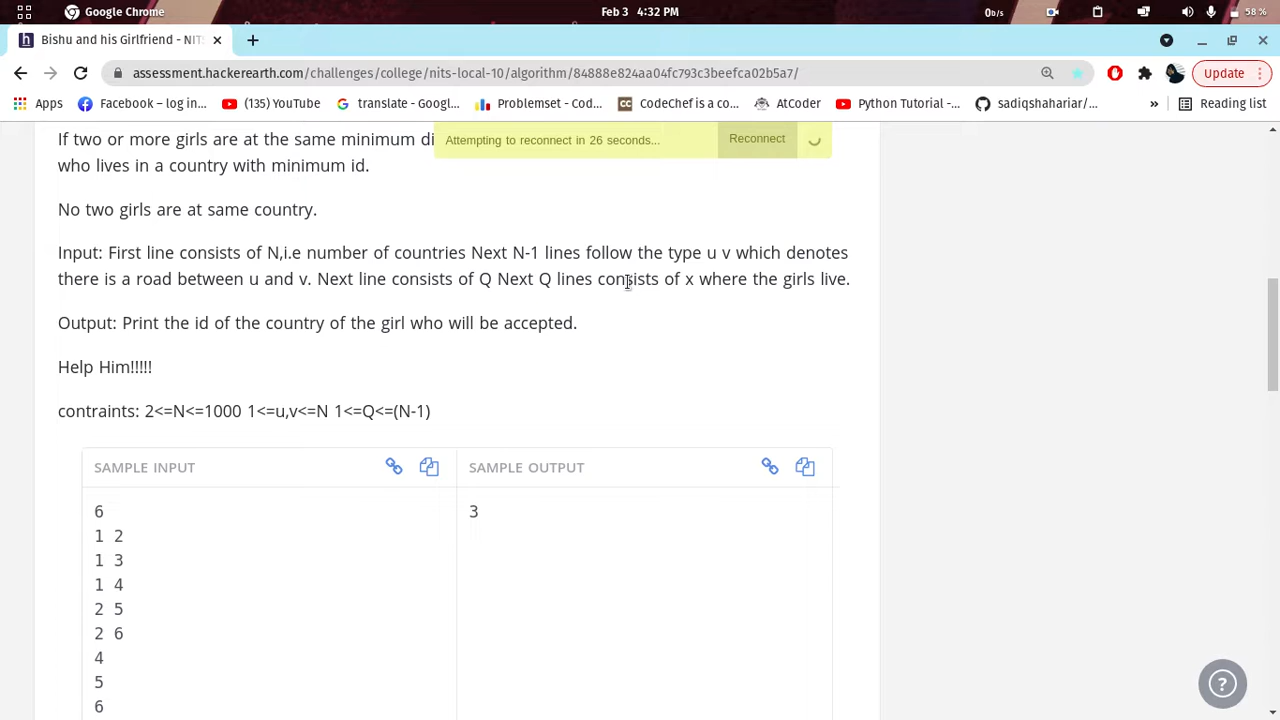 Google Chrome
Feb 3 4:32 PM
0b/s
58 %
Bishu and his Girlfriend - NIT
assessment.hackerearth.com/challenges/college/nits-local-10/algorithm/84888e824aa04fc793c3beefca02b5a7/
Update
Apps
Facebook – log in...
(135) YouTube
translate - Googl...
Problemset - Cod...
CodeChef is a co...
AtCoder
Python Tutorial -...
sadiqshahariar/...
»
Reading list
If two or more girls are at the same minimum di
Attempting to reconnect in 26 seconds...
Reconnect
who lives in a country with minimum id.
No two girls are at same country.
Input: First line consists of N,i.e number of countries Next N-1 lines follow the type u v which denotes
there is a road between u and v. Next line consists of Q Next Q lines consists of x where the girls live.
Output: Print the id of the country of the girl who will be accepted.
Help Him!!!!!
contraints: 2<=N<=1000 1<=u,v<=N 1<=Q<=(N-1)
SAMPLE INPUT
SAMPLE OUTPUT
6
3
1 2
1 3
1 4
2 5
2 6
4
5
6